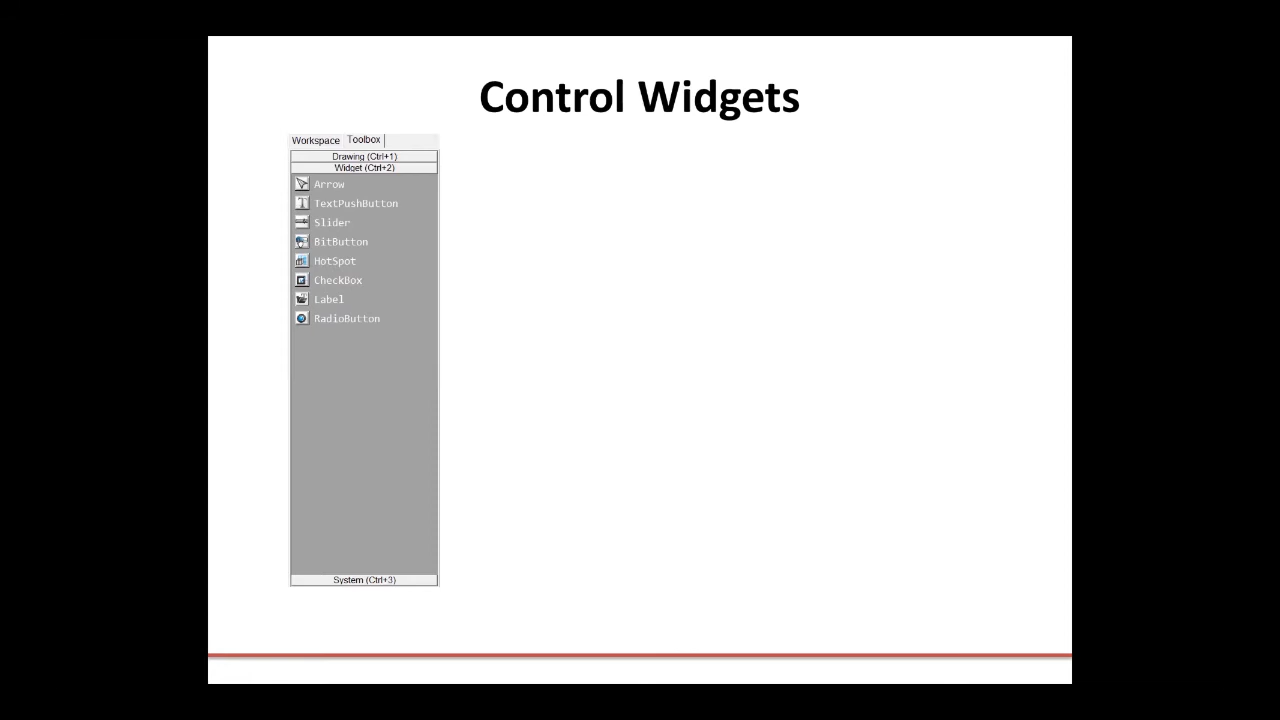 Control Widgets
Workspace Toolbox
Drawing (Ctrl+1)
Widget (Ctrl+2)
Arrow
TextPushButton
Slider
BitButton
HotSpot
CheckBox
Label
RadioButton
System (Ctrl+3)